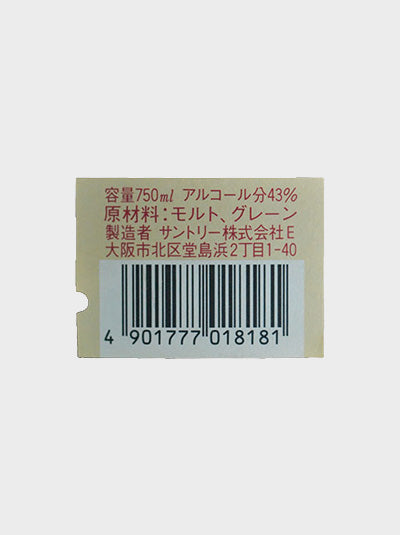 容量750ml アルコール分43%
原材料:モルト、グレーン
製造者 サントリー株式会社E
大阪市北区堂島浜2丁目1-40
4 901777 018181